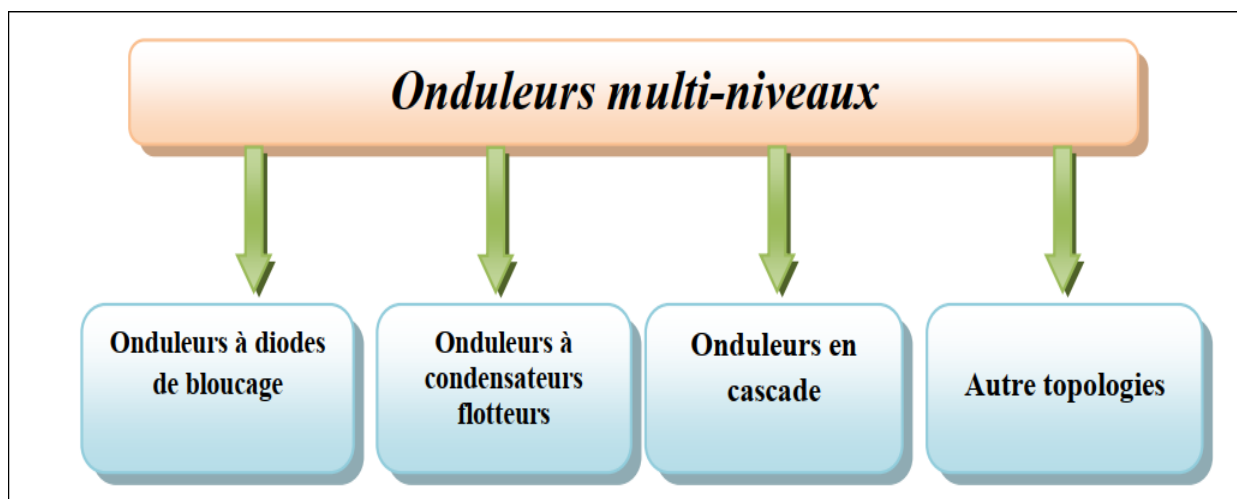 Onduleurs multi-niveaux
Onduleurs à diodes
de bloucage
Onduleurs à
condensateurs
flotteurs
Onduleurs en
cascade
Autre topologies